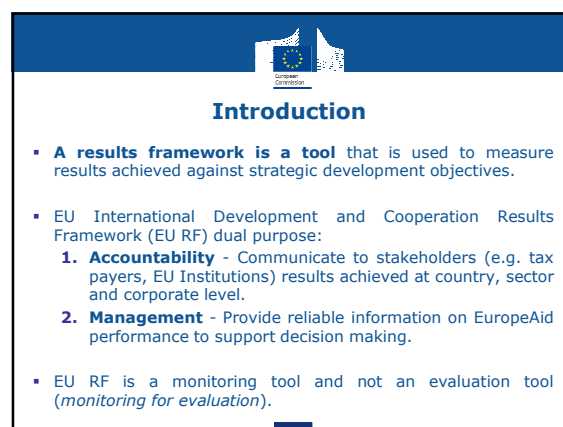 European
Commission
Introduction
▪ A results framework is a tool that is used to measure
results achieved against strategic development objectives.
▪ EU International Development and Cooperation Results
Framework (EU RF) dual purpose:
1. Accountability - Communicate to stakeholders (e.g. tax
payers, EU Institutions) results achieved at country, sector
and corporate level.
2. Management - Provide reliable information on EuropeAid
performance to support decision making.
▪ EU RF is a monitoring tool and not an evaluation tool
(monitoring for evaluation).